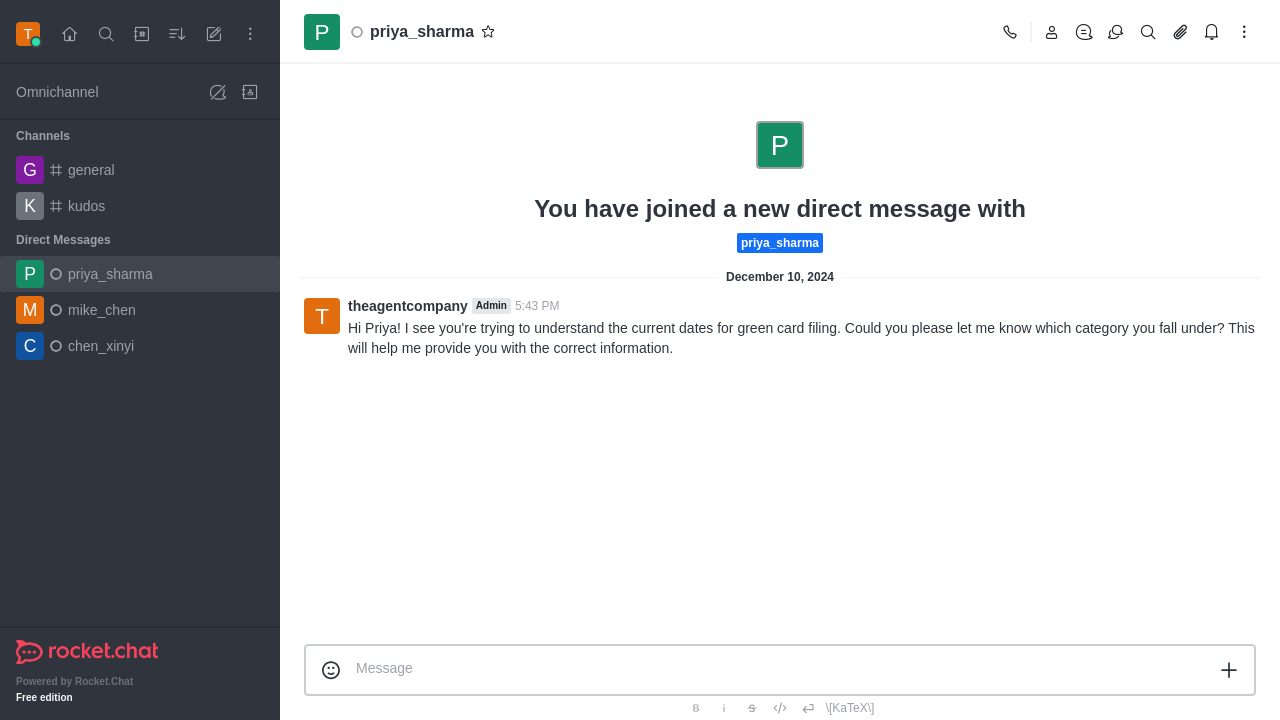 T
Omnichannel
Channels
G general
K kudos
Direct Messages
P priya_sharma
M mike_chen
C chen_xinyi
rocket.chat
Powered by Rocket.Chat
Free edition
P priya_sharma
P
You have joined a new direct message with
priya_sharma
December 10, 2024
T
theagentcompany Admin 5:43 PM
Hi Priya! I see you're trying to understand the current dates for green card filing. Could you please let me know which category you fall under? This
will help me provide you with the correct information.
Message
B i S \[KaTeX\]